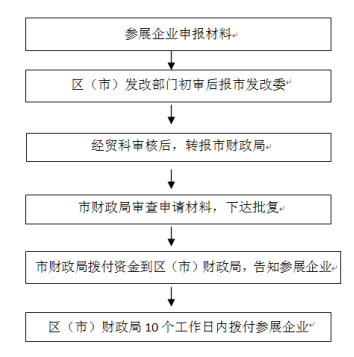 参展企业申报材料
区（市）发改部门初审后报市发改委
经贸科审核后，转报市财政局
市财政局审查申请材料，下达批复
市财政局拨付资金到区（市）财政局，告知参展企业
区（市）财政局 10 个工作日内拨付参展企业